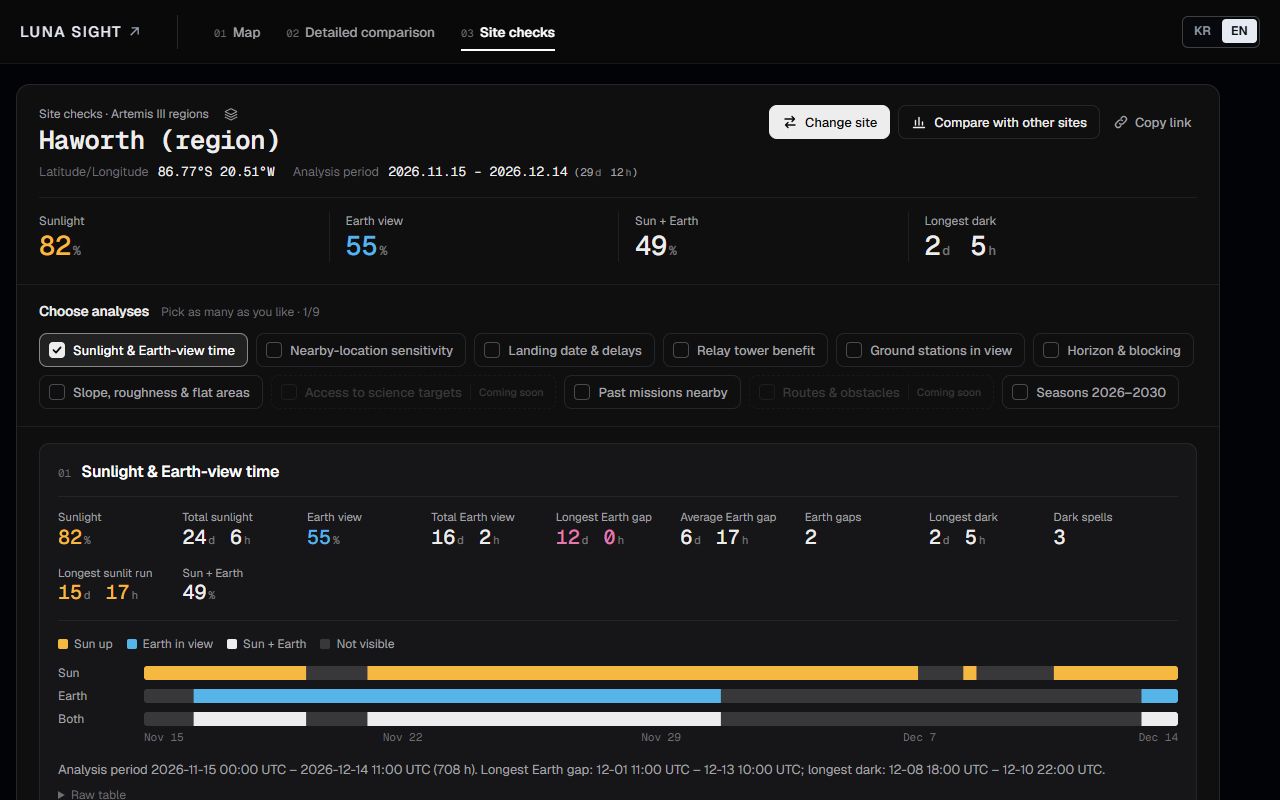 LUNA SIGHT ↗
01 Map
02 Detailed comparison
03 Site checks
KR EN
Site checks · Artemis III regions
Haworth (region)
Change site
Compare with other sites
Copy link
Latitude/Longitude 86.77°S 20.51°W Analysis period 2026.11.15 – 2026.12.14 (29d 12h)
Sunlight Earth view Sun + Earth Longest dark
82% 55% 49% 2d 5h
Choose analyses Pick as many as you like · 1/9
Sunlight & Earth-view time Nearby-location sensitivity Landing date & delays Relay tower benefit Ground stations in view Horizon & blocking
Slope, roughness & flat areas Access to science targets Coming soon Past missions nearby Routes & obstacles Coming soon Seasons 2026–2030
01 Sunlight & Earth-view time
Sunlight Total sunlight Earth view Total Earth view Longest Earth gap Average Earth gap Earth gaps Longest dark Dark spells
82% 24d 6h 55% 16d 2h 12d 0h 6d 17h 2 2d 5h 3
Longest sunlit run Sun + Earth
15d 17h 49%
Sun up Earth in view Sun + Earth Not visible
Sun
Earth
Both
Nov 15 Nov 22 Nov 29 Dec 7 Dec 14
Analysis period 2026-11-15 00:00 UTC – 2026-12-14 11:00 UTC (708 h). Longest Earth gap: 12-01 11:00 UTC – 12-13 10:00 UTC; longest dark: 12-08 18:00 UTC – 12-10 22:00 UTC.
Raw table